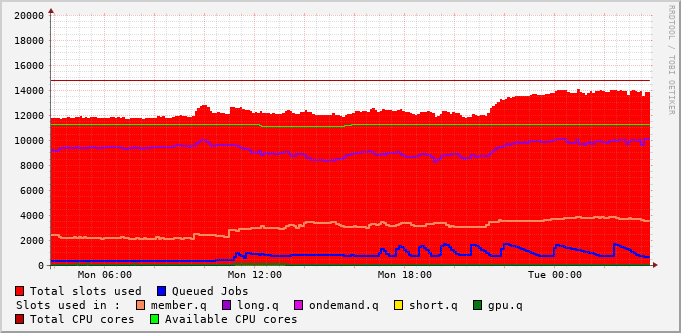 RRDTOOL / TOBI OETIKER
20000
18000
16000
14000
12000
10000
8000
6000
4000
2000
0
Mon 06:00 Mon 12:00 Mon 18:00 Tue 00:00
Total slots used Queued Jobs
Slots used in : member.q long.q ondemand.q short.q gpu.q
Total CPU cores Available CPU cores